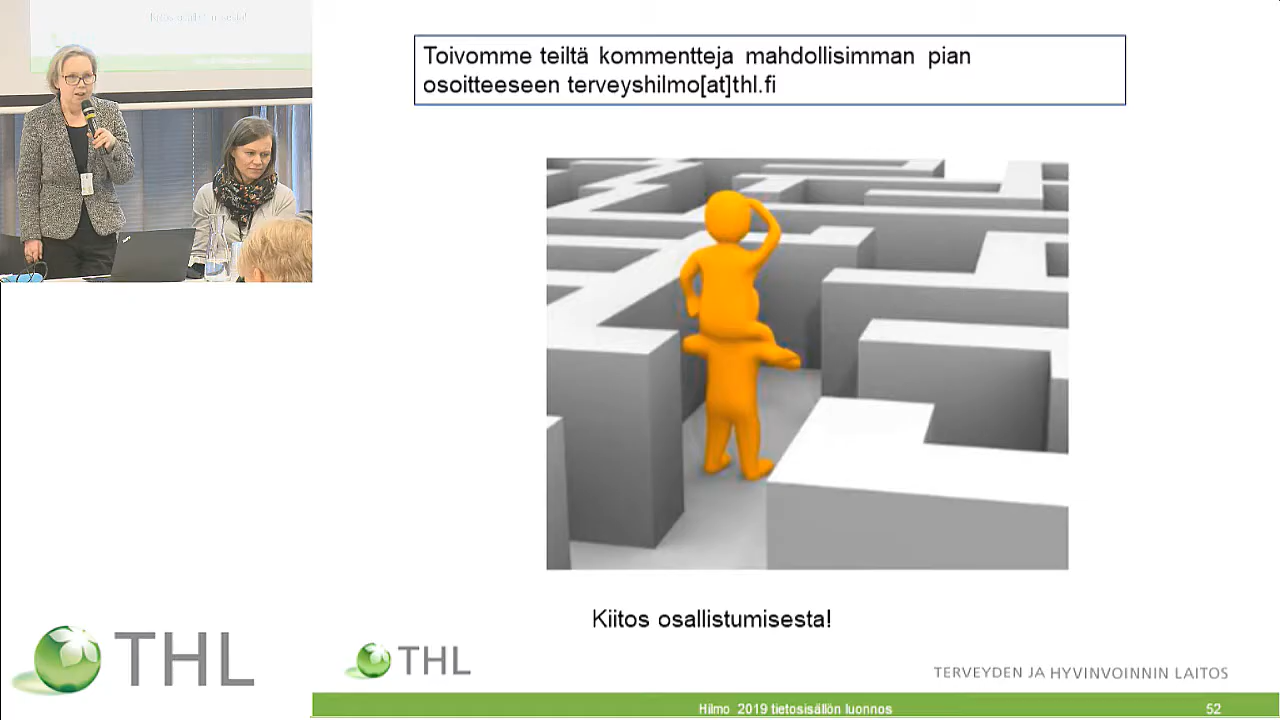 Toivomme teiltä kommentteja mahdollisimman pian
osoitteeseen terveyshilmo[at]thl.fi
Kiitos osallistumisesta!
THL
THL
TERVEYDEN JA HYVINVOINNIN LAITOS
Hilmo 2019 tietosisällön luonnos
52